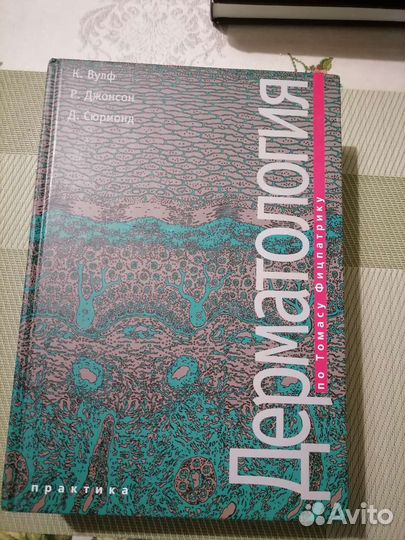 К. Вулф
Р. Джонсон
Д. Сюрмонд
Дерматология
по Томасу Фицпатрику
практика
Avito